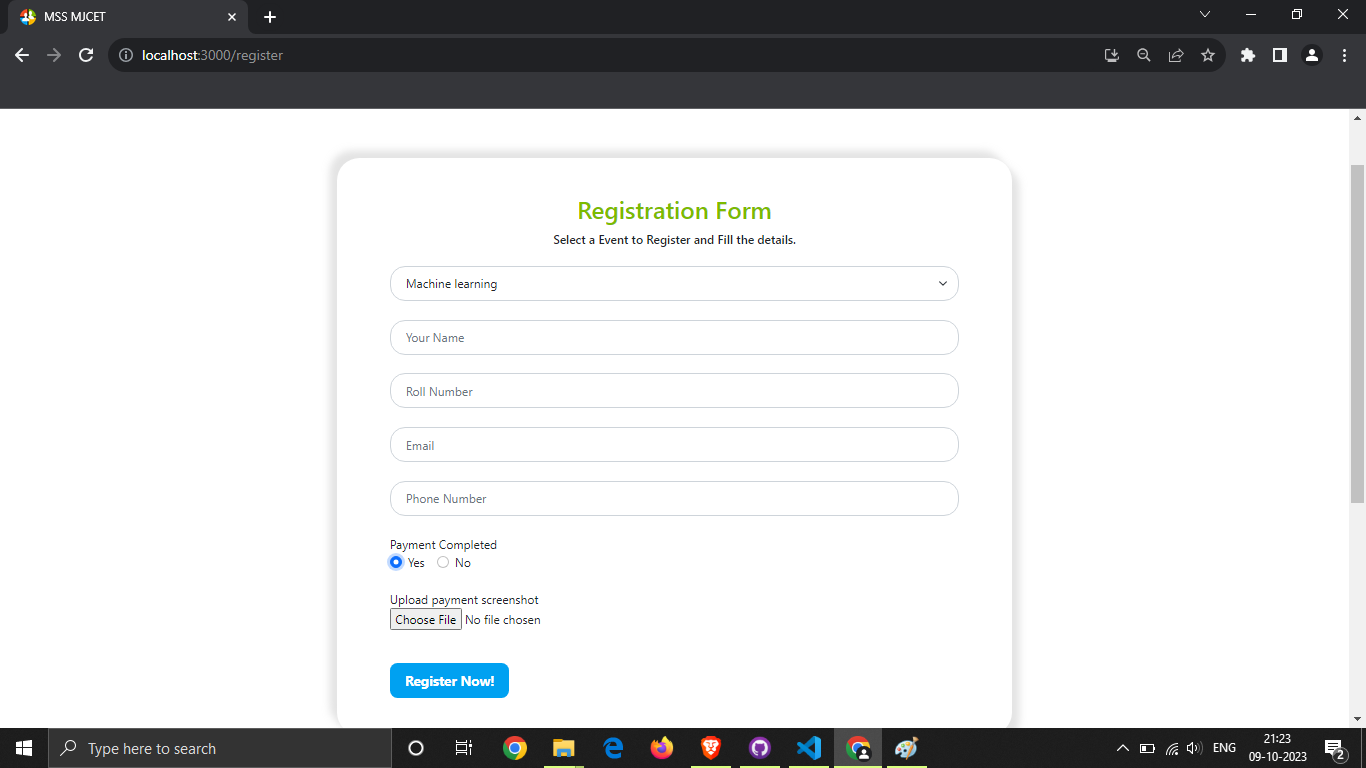 MSS MJCET
localhost:3000/register
Registration Form
Select a Event to Register and Fill the details.
Machine learning
Your Name
Roll Number
Email
Phone Number
Payment Completed
Yes No
Upload payment screenshot
Choose File No file chosen
Register Now!
Type here to search
ENG
21:23
09-10-2023
2